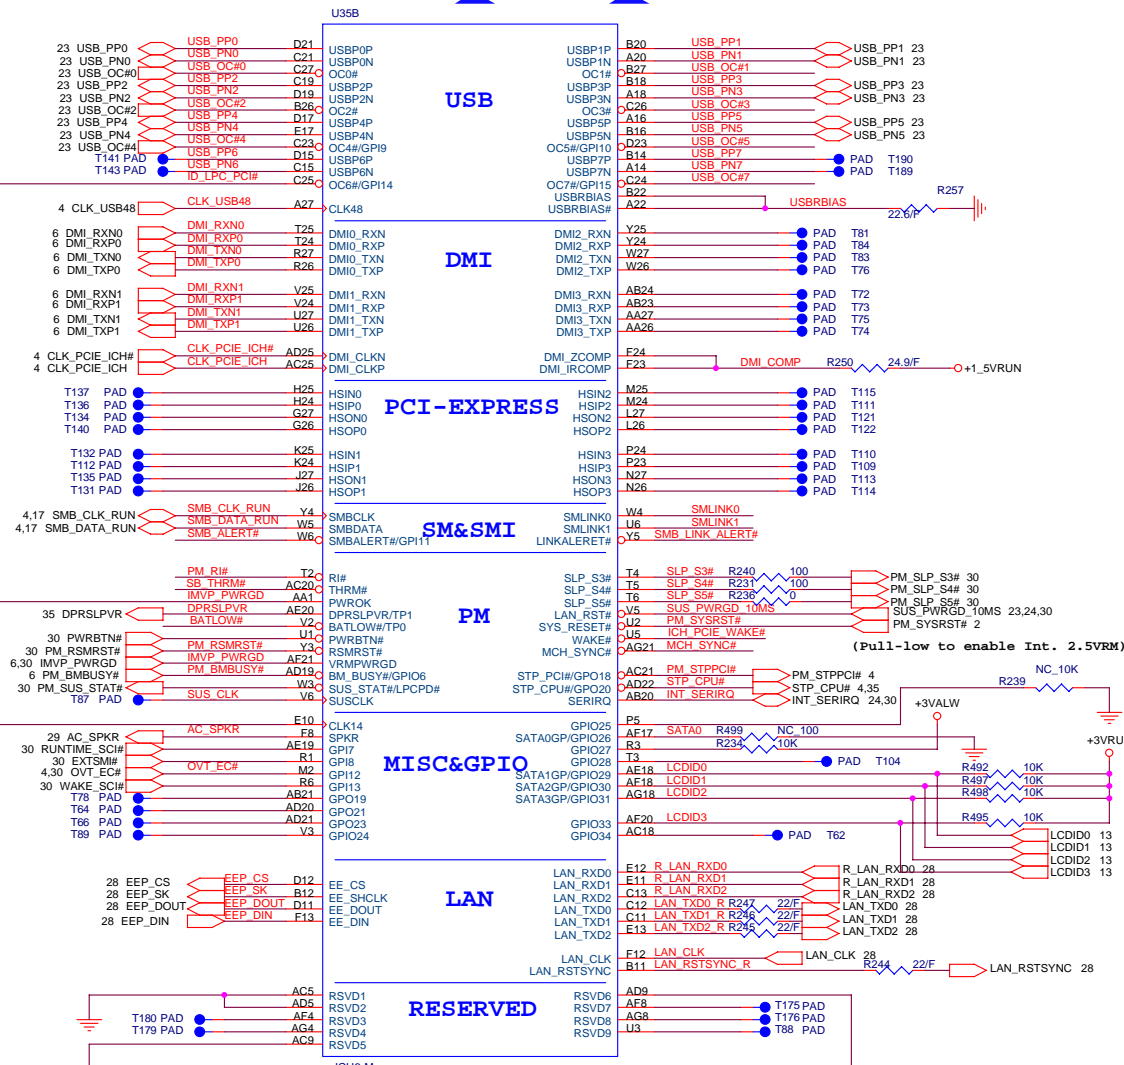 U35B
23 USB_PP0 USB_PP0 D21 USBP0P USBP1P B20 USB_PP1 USB_PP1 23
23 USB_PN0 USB_PN0 C21 USBP0N USBP1N A20 USB_PN1 USB_PN1 23
23 USB_OC#0 USB_OC#0 C27 OC0# OC1# B27 USB_OC#1
23 USB_PP2 USB_PP2 C19 USBP2P USBP3P B18 USB_PP3 USB_PP3 23
23 USB_PN2 USB_PN2 D19 USBP2N USB USBP3N A18 USB_PN3 USB_PN3 23
23 USB_OC#2 USB_OC#2 B26 OC2# OC3# C26 USB_OC#3
23 USB_PP4 USB_PP4 D17 USBP4P USBP5P A16 USB_PP5 USB_PP5 23
23 USB_PN4 USB_PN4 E17 USBP4N USBP5N B16 USB_PN5 USB_PN5 23
23 USB_OC#4 USB_OC#4 C23 OC4#/GPI9 OC5#/GPI10 D23 USB_OC#5
T141 PAD USB_PP6 D15 USBP6P USBP7P B14 USB_PP7 PAD T190
T143 PAD USB_PN6 C15 USBP6N USBP7N A14 USB_PN7 PAD T189
ID_LPC_PCI# C25 OC6#/GPI14 OC7#/GPI15 C24 USB_OC#7
USBRBIAS B22 R257
4 CLK_USB48 CLK_USB48 A27 CLK48 USBRBIAS# A22 USBRBIAS 22.6/F
6 DMI_RXN0 DMI_RXN0 T25 DMI0_RXN DMI2_RXN Y25 PAD T81
6 DMI_RXP0 DMI_RXP0 T24 DMI0_RXP DMI2_RXP Y24 PAD T84
6 DMI_TXN0 DMI_TXN0 R27 DMI0_TXN DMI DMI2_TXN W27 PAD T83
6 DMI_TXP0 DMI_TXP0 R26 DMI0_TXP DMI2_TXP W26 PAD T76
6 DMI_RXN1 DMI_RXN1 V25 DMI1_RXN DMI3_RXN AB24 PAD T72
6 DMI_RXP1 DMI_RXP1 V24 DMI1_RXP DMI3_RXP AB23 PAD T73
6 DMI_TXN1 DMI_TXN1 U27 DMI1_TXN DMI3_TXN AA27 PAD T75
6 DMI_TXP1 DMI_TXP1 U26 DMI1_TXP DMI3_TXP AA26 PAD T74
4 CLK_PCIE_ICH# CLK_PCIE_ICH# AD25 DMI_CLKN DMI_ZCOMP F24
4 CLK_PCIE_ICH CLK_PCIE_ICH AC25 DMI_CLKP DMI_IRCOMP F23 DMI_COMP R250 24.9/F +1_5VRUN
T137 PAD H25 HSIN0 HSIN2 M25 PAD T115
T136 PAD H24 HSIP0 PCI-EXPRESS HSIP2 M24 PAD T111
T134 PAD G27 HSON0 HSON2 L27 PAD T121
T140 PAD G26 HSOP0 HSOP2 L26 PAD T122
T132 PAD K25 HSIN1 HSIN3 P24 PAD T110
T112 PAD K24 HSIP1 HSIP3 P23 PAD T109
T135 PAD J27 HSON1 HSON3 N27 PAD T113
T131 PAD J26 HSOP1 HSOP3 N26 PAD T114
4,17 SMB_CLK_RUN SMB_CLK_RUN Y4 SMBCLK SMLINK0 W4 SMLINK0
4,17 SMB_DATA_RUN SMB_DATA_RUN W5 SMBDATA SM&SMI SMLINK1 U6 SMLINK1
SMB_ALERT# W6 SMBALERT#/GPI11 LINKALERET# Y5 SMB_LINK_ALERT#
PM_RI# T2 RI# SLP_S3# T4 SLP_S3# R240 100 PM_SLP_S3# 30
SB_THRM# AC20 THRM# SLP_S4# T5 SLP_S4# R231 100 PM_SLP_S4# 30
IMVP_PWRGD AA1 PWROK SLP_S5# T6 SLP_S5# R236 0 PM_SLP_S5# 30
35 DPRSLPVR DPRSLPVR AE20 DPRSLPVR/TP1 PM LAN_RST# V5 SUS_PWRGD_10MS SUS_PWRGD_10MS 23,24,30
BATLOW# V2 BATLOW#/TP0 SYS_RESET# U2 PM_SYSRST# PM_SYSRST# 2
30 PWRBTN# U1 PWRBTN# WAKE# U5 ICH_PCIE_WAKE#
30 PM_RSMRST# PM_RSMRST# Y3 RSMRST# MCH_SYNC# AG21 MCH_SYNC# (Pull-low to enable Int. 2.5VRM)
6,30 IMVP_PWRGD IMVP_PWRGD AF21 VRMPWRGD
6 PM_BMBUSY# PM_BMBUSY# AD19 BM_BUSY#/GPIO6 STP_PCI#/GPO18 AC21 PM_STPPCI# PM_STPPCI# 4
30 PM_SUS_STAT# W3 SUS_STAT#/LPCPD# STP_CPU#/GPO20 AD22 STP_CPU# STP_CPU# 4,35 R239 NC_10K
T87 PAD SUS_CLK V6 SUSCLK SERIRQ AB20 INT_SERIRQ INT_SERIRQ 24,30
+3VALW
E10 CLK14 GPIO25 P5
29 AC_SPKR AC_SPKR F8 SPKR SATA0GP/GPIO26 AF17 SATA0 R499 NC_100
30 RUNTIME_SCI# AE19 GPI7 GPIO27 R3 R234 10K +3VRU
30 EXTSMI# R1 GPI8 MISC&GPIO GPIO28 T3 PAD T104
4,30 OVT_EC# OVT_EC# M2 GPI12 SATA1GP/GPIO29 AE18 LCDID0 R492 10K
30 WAKE_SCI# R6 GPI13 SATA2GP/GPIO30 AF18 LCDID1 R497 10K
T78 PAD AB21 GPO19 SATA3GP/GPIO31 AG18 LCDID2 R498 10K
T64 PAD AD20 GPO21
T66 PAD AD21 GPO23 GPIO33 AF20 LCDID3 R495 10K
T89 PAD V3 GPIO24 GPIO34 AC18 PAD T62 LCDID0 13
LCDID1 13
LCDID2 13
LCDID3 13
LAN_RXD0 E12 R_LAN_RXD0 R_LAN_RXD0 28
28 EEP_CS EEP_CS D12 EE_CS LAN_RXD1 E11 R_LAN_RXD1 R_LAN_RXD1 28
28 EEP_SK EEP_SK B12 EE_SHCLK LAN LAN_RXD2 C13 R_LAN_RXD2 R_LAN_RXD2 28
28 EEP_DOUT EEP_DOUT D11 EE_DOUT LAN_TXD0 C12 LAN_TXD0_R R247 22/F LAN_TXD0 28
28 EEP_DIN EEP_DIN F13 EE_DIN LAN_TXD1 C11 LAN_TXD1_R R246 22/F LAN_TXD1 28
LAN_TXD2 E13 LAN_TXD2_R R245 22/F LAN_TXD2 28
LAN_CLK F12 LAN_CLK LAN_CLK 28
LAN_RSTSYNC B11 LAN_RSTSYNC_R R244 22/F LAN_RSTSYNC 28
AC5 RSVD1 RSVD6 AD9
AD5 RSVD2 RESERVED RSVD7 AF8 T175 PAD
T180 PAD AF4 RSVD3 RSVD8 AG8 T176 PAD
T179 PAD AG4 RSVD4 RSVD9 U3 T88 PAD
AC9 RSVD5